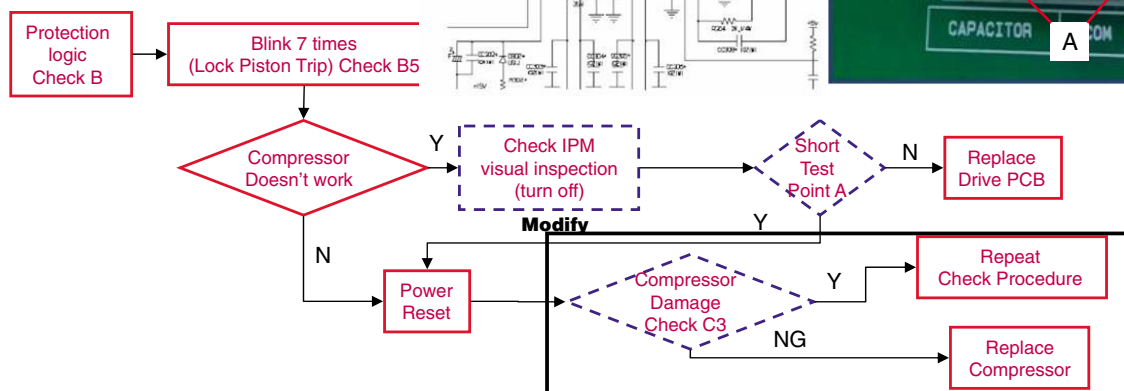 Protection
logic
Check B
Blink 7 times
(Lock Piston Trip) Check B5
CAPACITOR
COM
A
Compressor
Doesn't work
Y
Check IPM
visual inspection
(turn off)
Short
Test
Point A
N
Replace
Drive PCB
Modify
Y
N
Power
Reset
Compressor
Damage
Check C3
Y
Repeat
Check Procedure
NG
Replace
Compressor